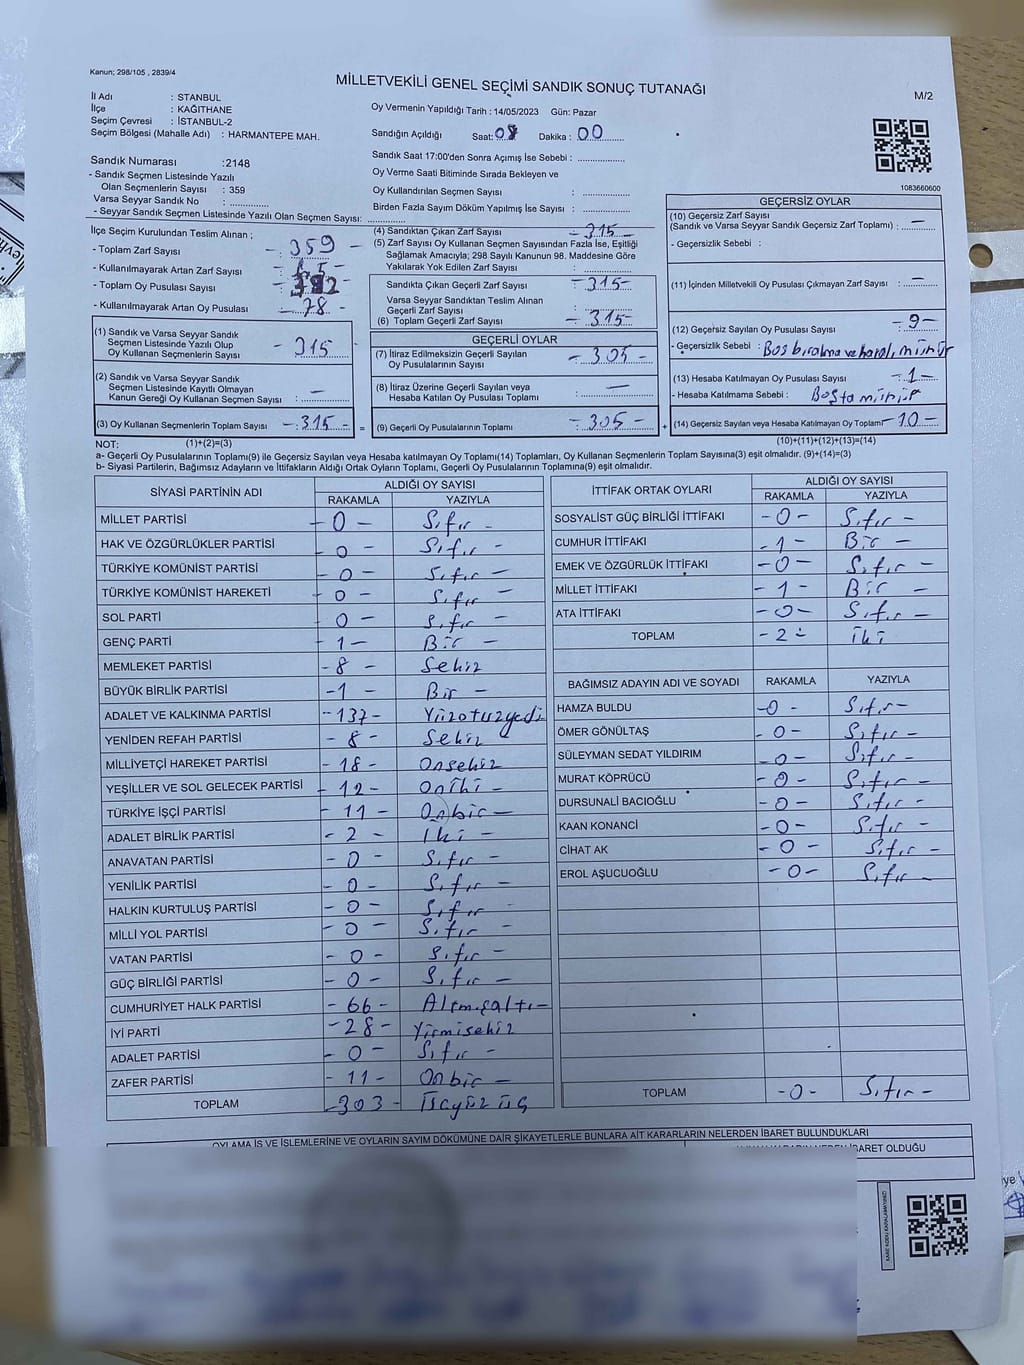 Kanun; 298/105 , 2839/4
MİLLETVEKİLİ GENEL SEÇİMİ SANDIK SONUÇ TUTANAĞI
M/2
İl Adı : STANBUL
İlçe : KAĞITHANE
Seçim Çevresi : İSTANBUL-2
Seçim Bölgesi (Mahalle Adı) : HARMANTEPE MAH.
Oy Vermenin Yapıldığı Tarih : 14/05/2023 Gün: Pazar
Sandığın Açıldığı Saat: 08 Dakika : 00
Sandık Numarası :2148
- Sandık Seçmen Listesinde Yazılı
Olan Seçmenlerin Sayısı : 359
Varsa Seyyar Sandık No :
- Seyyar Sandık Seçmen Listesinde Yazılı Olan Seçmen Sayısı:
Sandık Saat 17:00'den Sonra Açımış İse Sebebi :
Oy Verme Saati Bitiminde Sırada Bekleyen ve
Oy Kullandırılan Seçmen Sayısı :
Birden Fazla Sayım Döküm Yapılmış İse Sayısı :
1083660600
İlçe Seçim Kurulundan Teslim Alınan ;
- Toplam Zarf Sayısı : - 359 -
- Kullanılmayarak Artan Zarf Sayısı
- Toplam Oy Pusulası Sayısı
- Kullanılmayarak Artan Oy Pusulası - 78 -
(1) Sandık ve Varsa Seyyar Sandık
Seçmen Listesinde Yazılı Olup
Oy Kullanan Seçmenlerin Sayısı - 315
(2) Sandık ve Varsa Seyyar Sandık
Seçmen Listesinde Kayıtlı Olmayan
Kanun Gereği Oy Kullanan Seçmen Sayısı : -
(3) Oy Kullanan Seçmenlerin Toplam Sayısı - 315 - =
(4) Sandıktan Çıkan Zarf Sayısı - 315 -
(5) Zarf Sayısı Oy Kullanan Seçmen Sayısından Fazla İse, Eşitliği
Sağlamak Amacıyla; 298 Sayılı Kanunun 98. Maddesine Göre
Yakılarak Yok Edilen Zarf Sayısı :
Sandıkta Çıkan Geçerli Zarf Sayısı - 315 -
Varsa Seyyar Sandıktan Teslim Alınan
Geçerli Zarf Sayısı :
(6) Toplam Geçerli Zarf Sayısı - 315 -
GEÇERLİ OYLAR
(7) İtiraz Edilmeksizin Geçerli Sayılan
Oy Pusulalarının Sayısı - 305 -
(8) İtiraz Üzerine Geçerli Sayılan veya
Hesaba Katılan Oy Pusulası Toplamı : -
(9) Geçerli Oy Pusulalarının Toplamı : - 305 - +
GEÇERSİZ OYLAR
(10) Geçersiz Zarf Sayısı
(Sandık ve Varsa Seyyar Sandık Geçersiz Zarf Toplamı) : -
- Geçersizlik Sebebi :
(11) İçinden Milletvekili Oy Pusulası Çıkmayan Zarf Sayısı : -
(12) Geçersiz Sayılan Oy Pusulası Sayısı - 9 -
- Geçersizlik Sebebi :
(13) Hesaba Katılmayan Oy Pusulası Sayısı - 1 -
- Hesaba Katılmama Sebebi :
(14) Geçersiz Sayılan veya Hesaba Katılmayan Oy Toplamı - 10 -
NOT: (1)+(2)=(3)
(10)+(11)+(12)+(13)=(14)
a- Geçerli Oy Pusulalarının Toplamı(9) ile Geçersiz Sayılan veya Hesaba katılmayan Oy Toplamı(14) Toplamları, Oy Kullanan Seçmenlerin Toplam Sayısına(3) eşit olmalıdır. (9)+(14)=(3)
b- Siyasi Partilerin, Bağımsız Adayların ve İttifakların Aldığı Ortak Oyların Toplamı, Geçerli Oy Pusulalarının Toplamına(9) eşit olmalıdır.
SİYASİ PARTİNİN ADI ALDIĞI OY SAYISI
RAKAMLA YAZIYLA
MİLLET PARTİSİ - 0 - Sıfır -
HAK VE ÖZGÜRLÜKLER PARTİSİ 0 - Sıfır -
TÜRKİYE KOMÜNİST PARTİSİ - 0 - Sıfır -
TÜRKİYE KOMÜNİST HAREKETİ - 0 - Sıfır -
SOL PARTİ 0 - Sıfır -
GENÇ PARTİ - 1 - Bir -
MEMLEKET PARTİSİ - 8 - Sekiz
BÜYÜK BİRLİK PARTİSİ - 1 - Bir -
ADALET VE KALKINMA PARTİSİ - 137 - Yüzotuzyedi
YENİDEN REFAH PARTİSİ - 8 - Sekiz
MİLLİYETÇİ HAREKET PARTİSİ - 18 - Onsekiz
YEŞİLLER VE SOL GELECEK PARTİSİ - 12 - Oniki -
TÜRKİYE İŞÇİ PARTİSİ - 11 - Onbir -
ADALET BİRLİK PARTİSİ - 2 - İki -
ANAVATAN PARTİSİ - 0 - Sıfır -
YENİLİK PARTİSİ - 0 - Sıfır -
HALKIN KURTULUŞ PARTİSİ - 0 - Sıfır -
MİLLİ YOL PARTİSİ - 0 - Sıfır -
VATAN PARTİSİ - 0 - Sıfır -
GÜÇ BİRLİĞİ PARTİSİ - 0 - Sıfır -
CUMHURİYET HALK PARTİSİ - 66 - Altmışaltı -
İYİ PARTİ - 28 - Yirmisekiz
ADALET PARTİSİ - 0 - Sıfır -
ZAFER PARTİSİ - 11 - Onbir -
TOPLAM - 303 - Üçyüz üç
İTTİFAK ORTAK OYLARI ALDIĞI OY SAYISI
RAKAMLA YAZIYLA
SOSYALİST GÜÇ BİRLİĞİ İTTİFAKI - 0 - Sıfır -
CUMHUR İTTİFAKI - 1 - Bir -
EMEK VE ÖZGÜRLÜK İTTİFAKI - 0 - Sıfır -
MİLLET İTTİFAKI - 1 - Bir -
ATA İTTİFAKI - 0 - Sıfır -
TOPLAM - 2 - İki
BAĞIMSIZ ADAYIN ADI VE SOYADI RAKAMLA YAZIYLA
HAMZA BULDU - 0 - Sıfır -
ÖMER GÖNÜLTAŞ - 0 - Sıfır -
SÜLEYMAN SEDAT YILDIRIM - 0 - Sıfır -
MURAT KÖPRÜCÜ - 0 - Sıfır -
DURSUNALİ BACIOĞLU - 0 - Sıfır -
KAAN KONANCİ - 0 - Sıfır -
CİHAT AK - 0 - Sıfır -
EROL AŞUCUOĞLU - 0 - Sıfır -
TOPLAM - 0 - Sıfır -
OYLAMA İŞ VE İŞLEMLERİNE VE OYLARIN SAYIM DÖKÜMÜNE DAİR ŞİKAYETLERLE BUNLARA AİT KARARLARIN NELERDEN İBARET BULUNDUKLARI
İBARET OLDUĞU